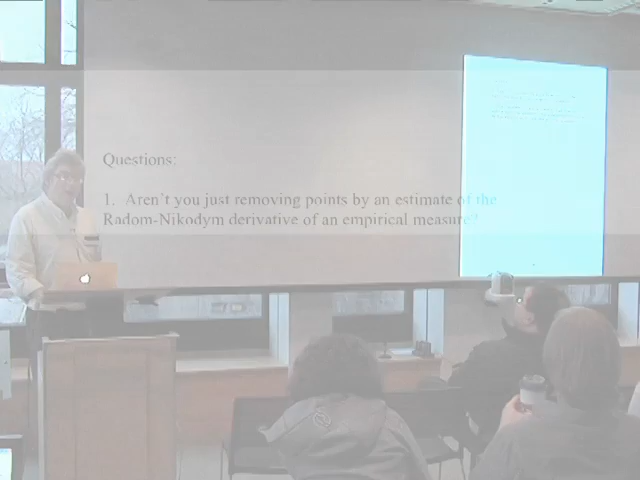 Questions:
1. Aren't you just removing points by an estimate of the
Radom-Nikodym derivative of an empirical measure?